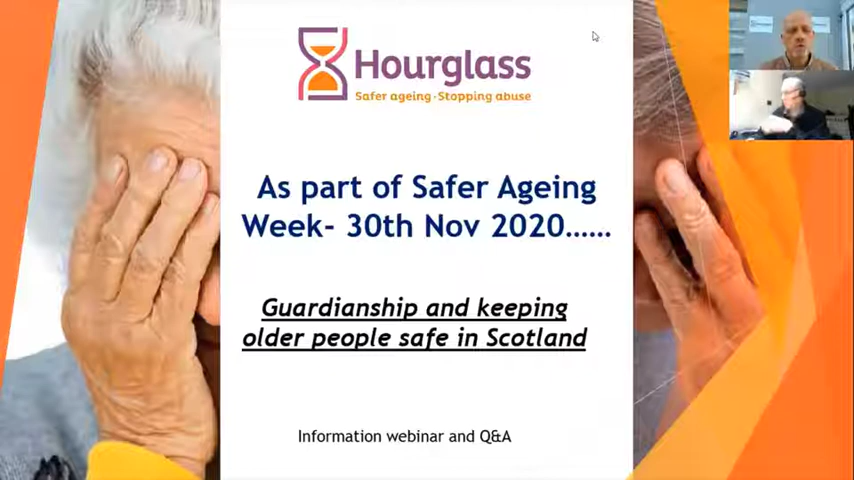 Hourglass
Safer ageing · Stopping abuse
As part of Safer Ageing
Week- 30th Nov 2020......
Guardianship and keeping
older people safe in Scotland
Information webinar and Q&A